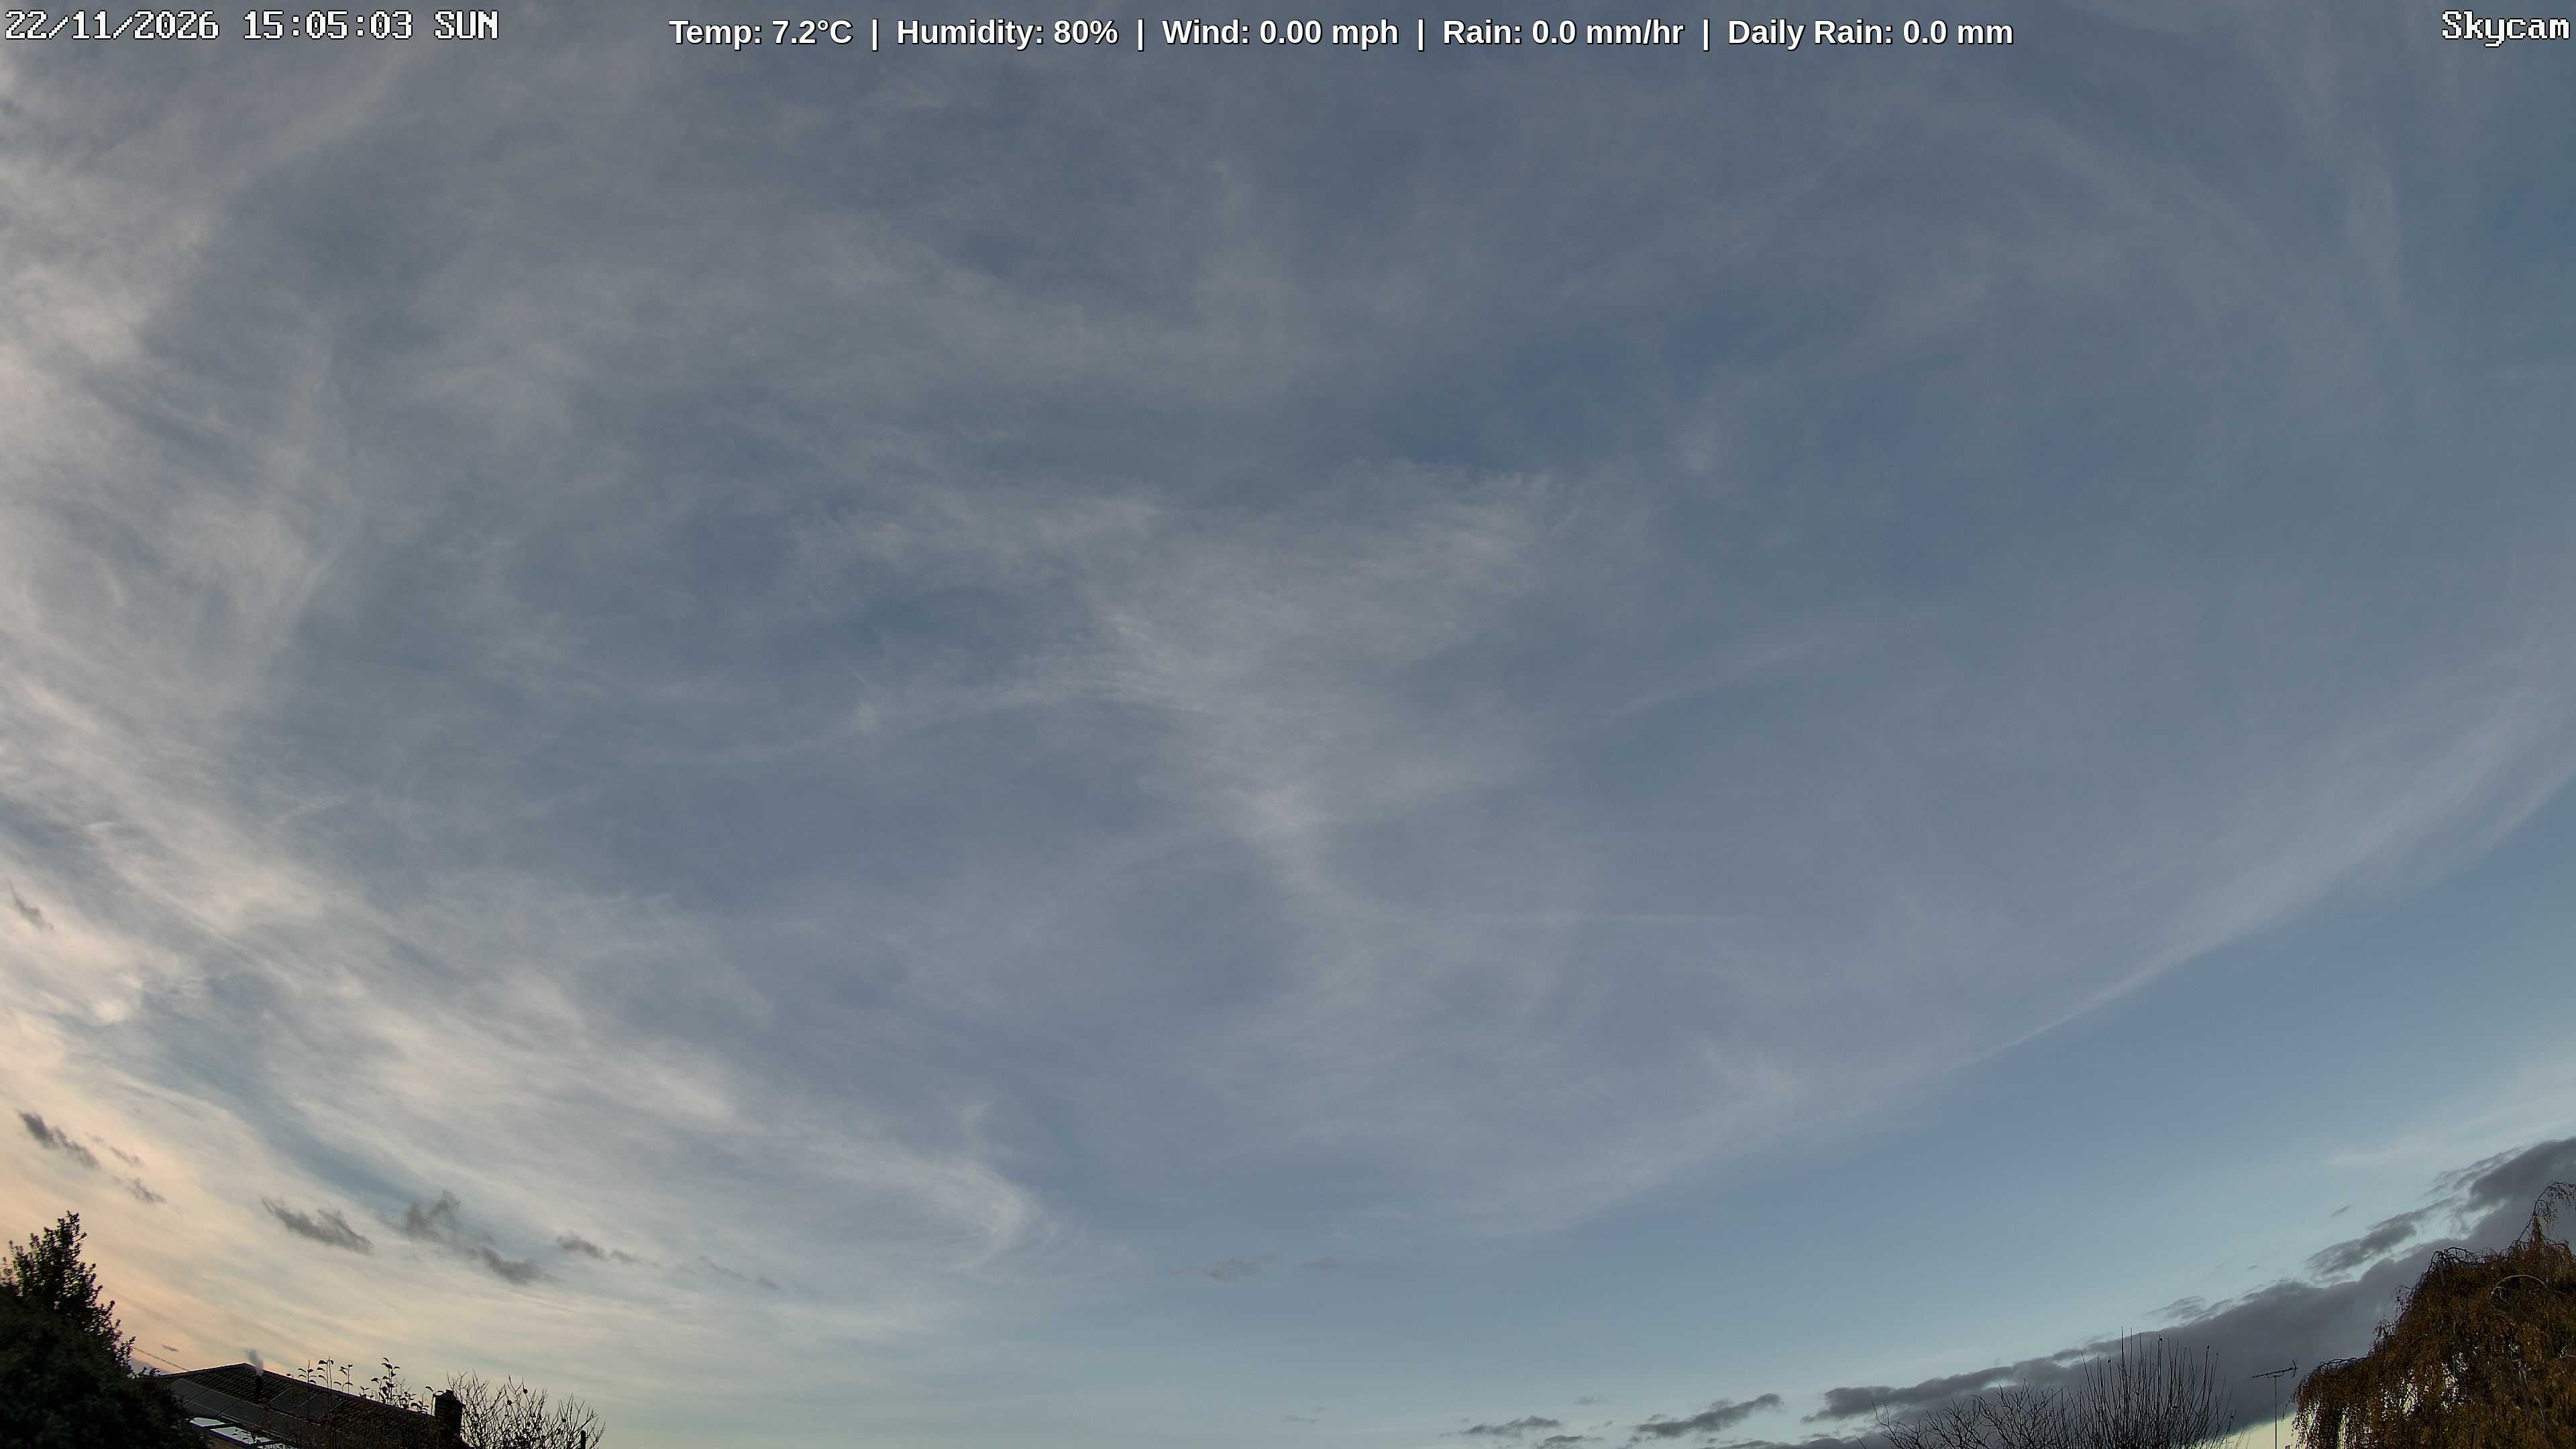 22/11/2026 15:05:03 SUN
Temp: 7.2°C | Humidity: 80% | Wind: 0.00 mph | Rain: 0.0 mm/hr | Daily Rain: 0.0 mm
Skycam